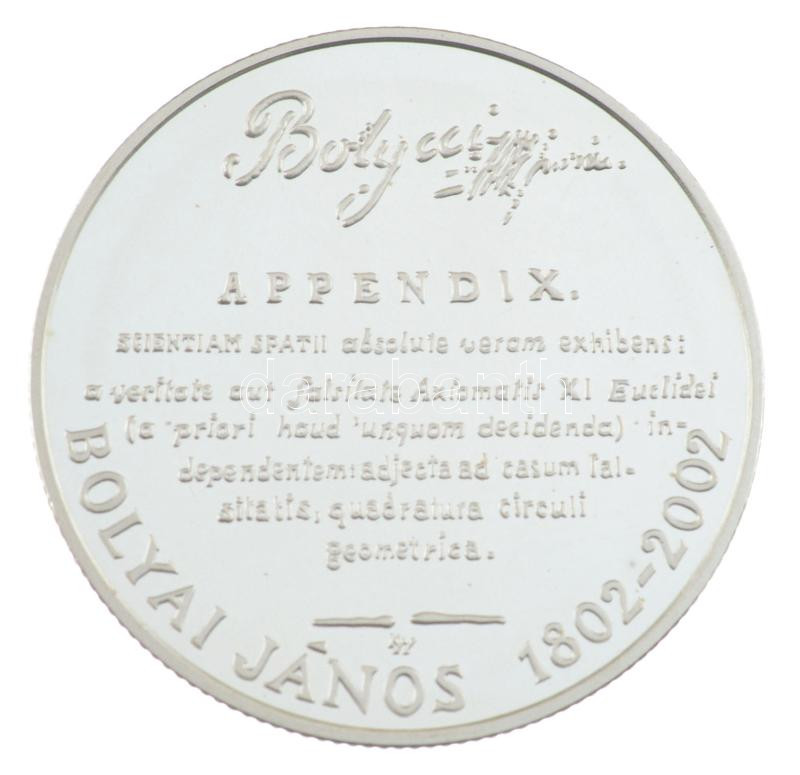 Bolyai
APPENDIX.
SCIENTIAM SPATII absolute veram exhibens:
a veritate aut falsitate Axiomatis XI Euclidei
(a priori haud unquam decidenda) in-
dependentem: adjecta ad casum fal-
sitatis, quadratura circuli
geometrica.
BOLYAI JÁNOS 1802-2002
darabanth